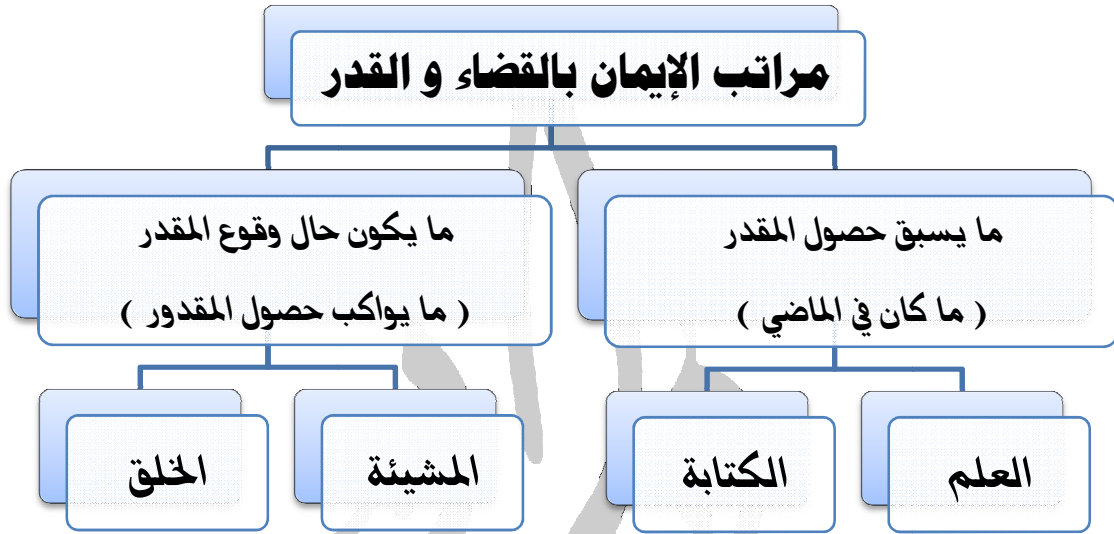 مراتب الإيمان بالقضاء و القدر
ما يسبق حصول المقدر
( ما كان في الماضي )
ما يكون حال وقوع المقدر
( ما يواكب حصول المقدور )
العلم
الكتابة
المشيئة
الخلق